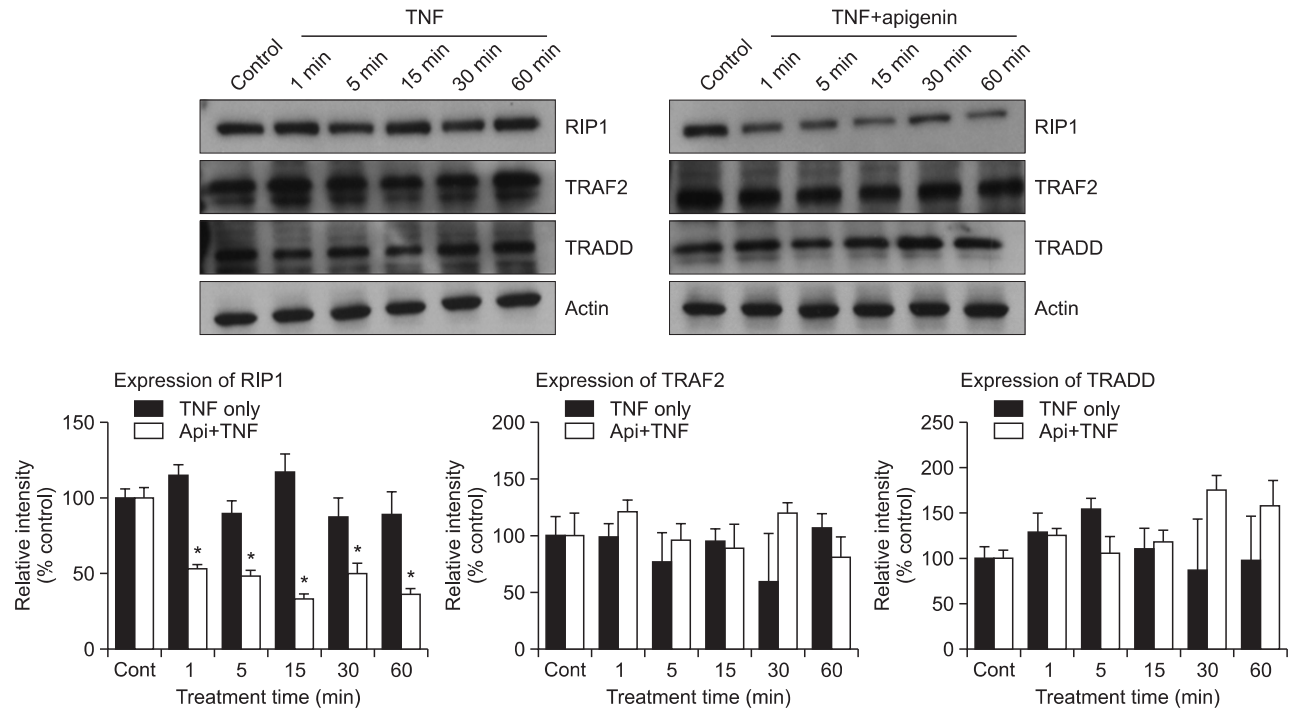 TNF
TNF+apigenin
Control 1 min 5 min 15 min 30 min 60 min
Control 1 min 5 min 15 min 30 min 60 min
RIP1
RIP1
TRAF2
TRAF2
TRADD
TRADD
Actin
Actin
Expression of RIP1
TNF only
Api+TNF
Relative intensity
(% control)
150
100
50
0
* * * * *
Cont 1 5 15 30 60
Treatment time (min)
Expression of TRAF2
TNF only
Api+TNF
Relative intensity
(% control)
200
150
100
50
0
Cont 1 5 15 30 60
Treatment time (min)
Expression of TRADD
TNF only
Api+TNF
Relative intensity
(% control)
250
200
150
100
50
0
Cont 1 5 15 30 60
Treatment time (min)